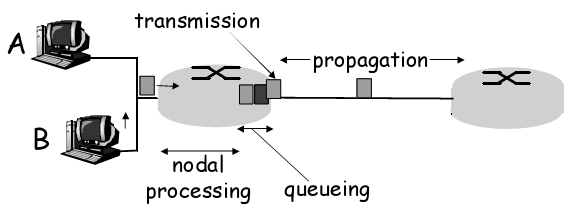 transmission
A
propagation
B
nodal
processing
queueing